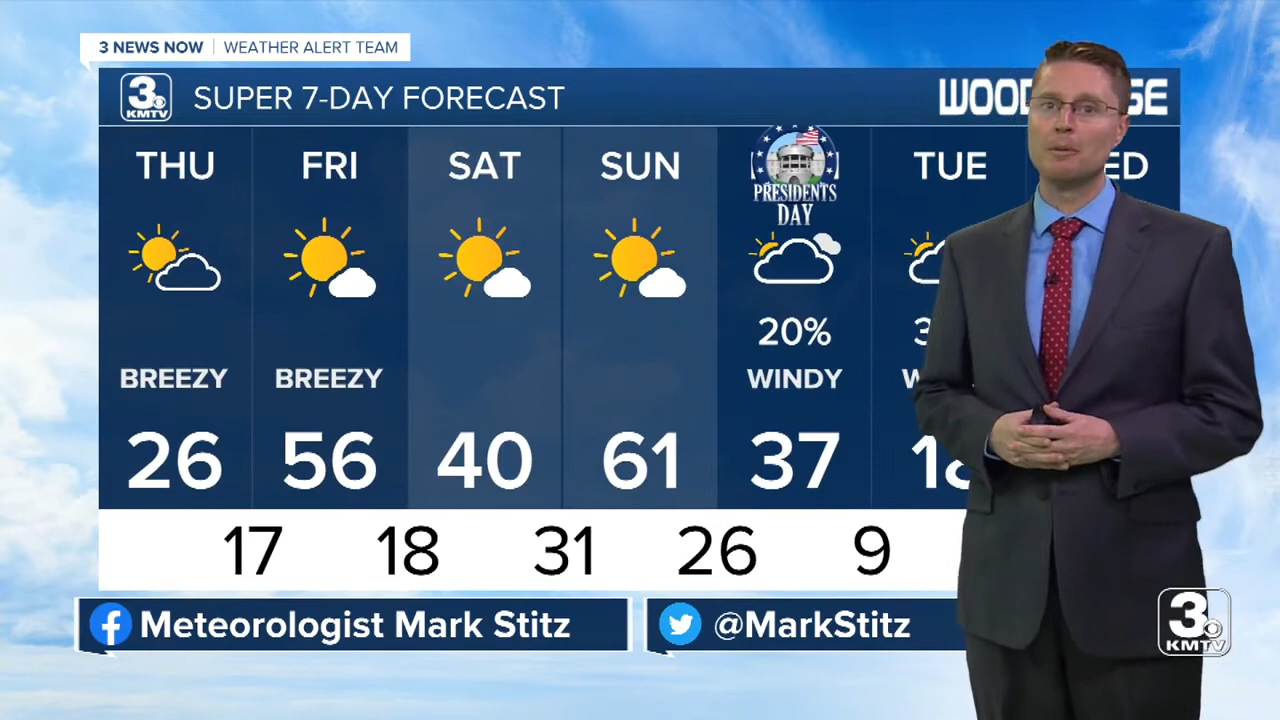 3 NEWS NOW | WEATHER ALERT TEAM
3 KMTV SUPER 7-DAY FORECAST
THU FRI SAT SUN PRESIDENTS DAY TUE
20%
BREEZY BREEZY WINDY
26 56 40 61 37
17 18 31 26 9
Meteorologist Mark Stitz @MarkStitz
3 KMTV